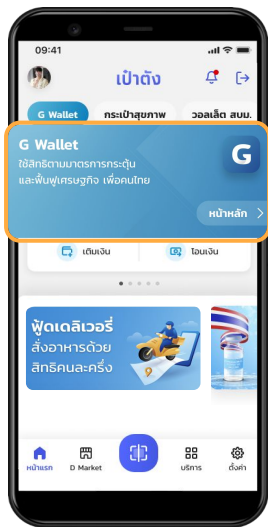 09:41
เป๋าตัง
G Wallet
กระเป๋าสุขภาพ
วอลเล็ต สบม.
G Wallet
G
ใช้สิทธิตามมาตรการกระตุ้น
และฟื้นฟูเศรษฐกิจ เพื่อคนไทย
หน้าหลัก
เติมเงิน
โอนเงิน
ฟู้ดเดลิเวอรี่
สั่งอาหารด้วย
สิทธิคนละครึ่ง
หน้าแรก
D Market
บริการ
ตั้งค่า